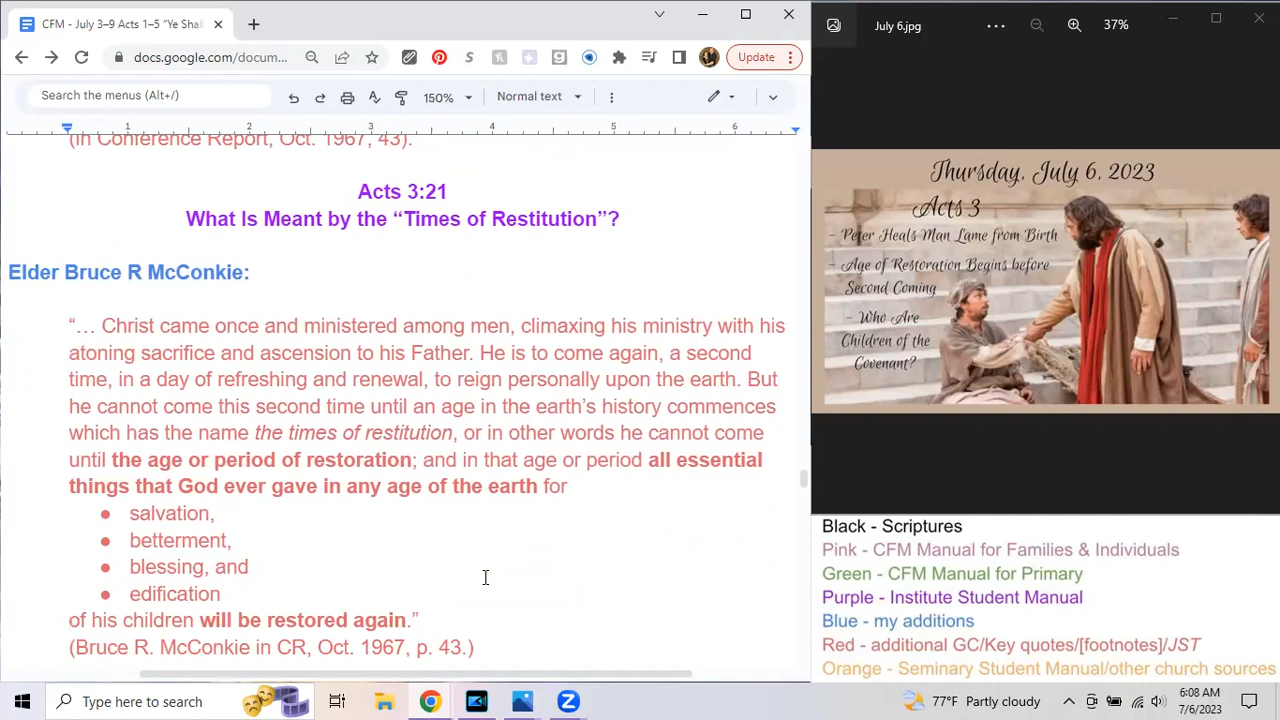 CFM - July 3–9 Acts 1–5 "Ye Shal
July 6.jpg
37%
docs.google.com/docum...
Update
Search the menus (Alt+/)
150%
Normal text
1 2 3 4 5 6
(in Conference Report, Oct. 1967, 43).
Acts 3:21
What Is Meant by the “Times of Restitution”?
Elder Bruce R McConkie:
“… Christ came once and ministered among men, climaxing his ministry with his
atoning sacrifice and ascension to his Father. He is to come again, a second
time, in a day of refreshing and renewal, to reign personally upon the earth. But
he cannot come this second time until an age in the earth’s history commences
which has the name the times of restitution, or in other words he cannot come
until the age or period of restoration; and in that age or period all essential
things that God ever gave in any age of the earth for
● salvation,
● betterment,
● blessing, and
● edification
of his children will be restored again.”
(Bruce R. McConkie in CR, Oct. 1967, p. 43.)
Thursday, July 6, 2023
Acts 3
- Peter Heals Man Lame from Birth
- Age of Restoration Begins before
Second Coming
- Who Are
Children of the
Covenant?
Black - Scriptures
Pink - CFM Manual for Families & Individuals
Green - CFM Manual for Primary
Purple - Institute Student Manual
Blue - my additions
Red - additional GC/Key quotes/[footnotes]/JST
Orange - Seminary Student Manual/other church sources
Type here to search
77°F Partly cloudy
6:08 AM
7/6/2023